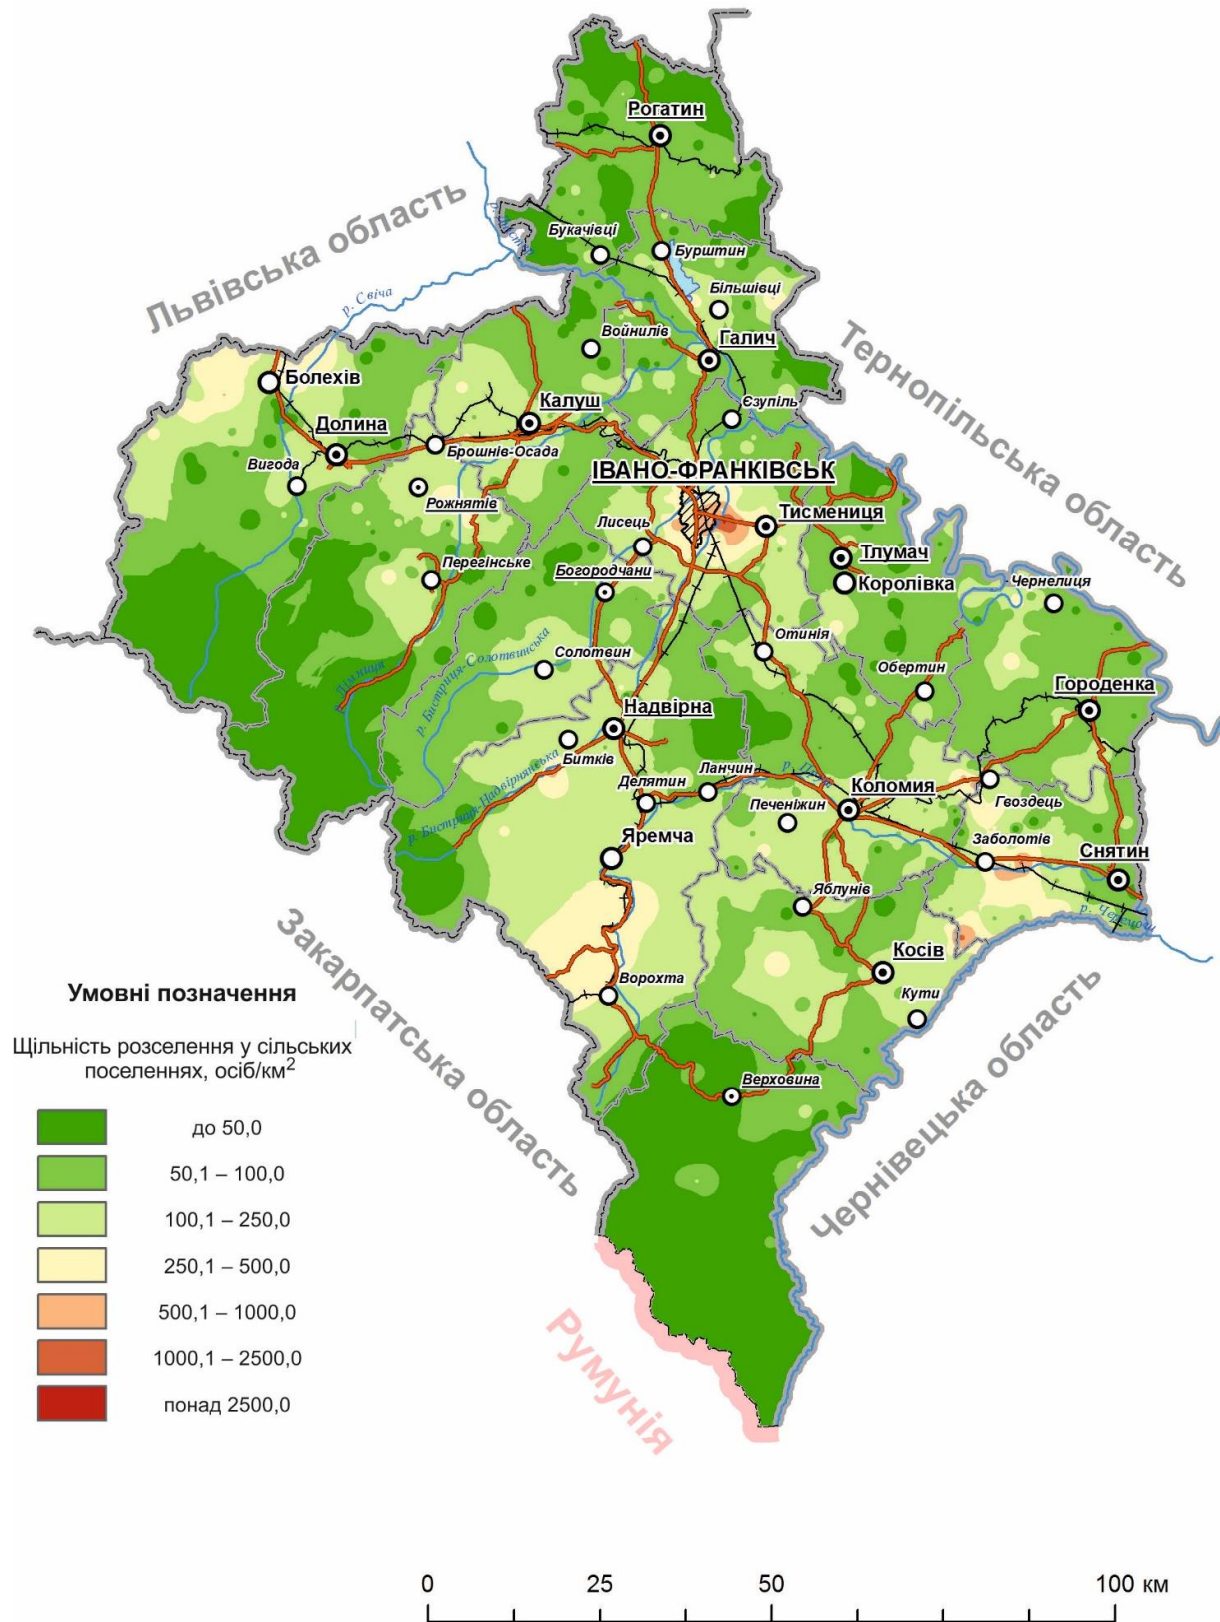 Рогатин
Львівська область
Букачівці
Бурштин
Більшівці
р. Свіча
Войнилів
Галич
Тернопільська область
Болехів
Калуш
Єзупіль
Долина
Брошнів-Осада
ІВАНО-ФРАНКІВСЬК
Вигода
Рожнятів
Лисець
Тисмениця
Тлумач
Перегінське
Богородчани
Королівка
Чернелиця
Отинія
Солотвин
р. Бистриця-Солотвинська
Обертин
Городенка
Надвірна
Битків
р. Бистриця-Надвірнянська
Делятин
Ланчин
р. Прут
Коломия
Гвоздець
Печеніжин
Заболотів
Яремча
Снятин
Яблунів
р. Черемош
Закарпатська область
Косів
Ворохта
Кути
Верховина
Чернівецька область
Румунія
Умовні позначення
Щільність розселення у сільських
поселеннях, осіб/км²
до 50,0
50,1 – 100,0
100,1 – 250,0
250,1 – 500,0
500,1 – 1000,0
1000,1 – 2500,0
понад 2500,0
0 25 50 100 км